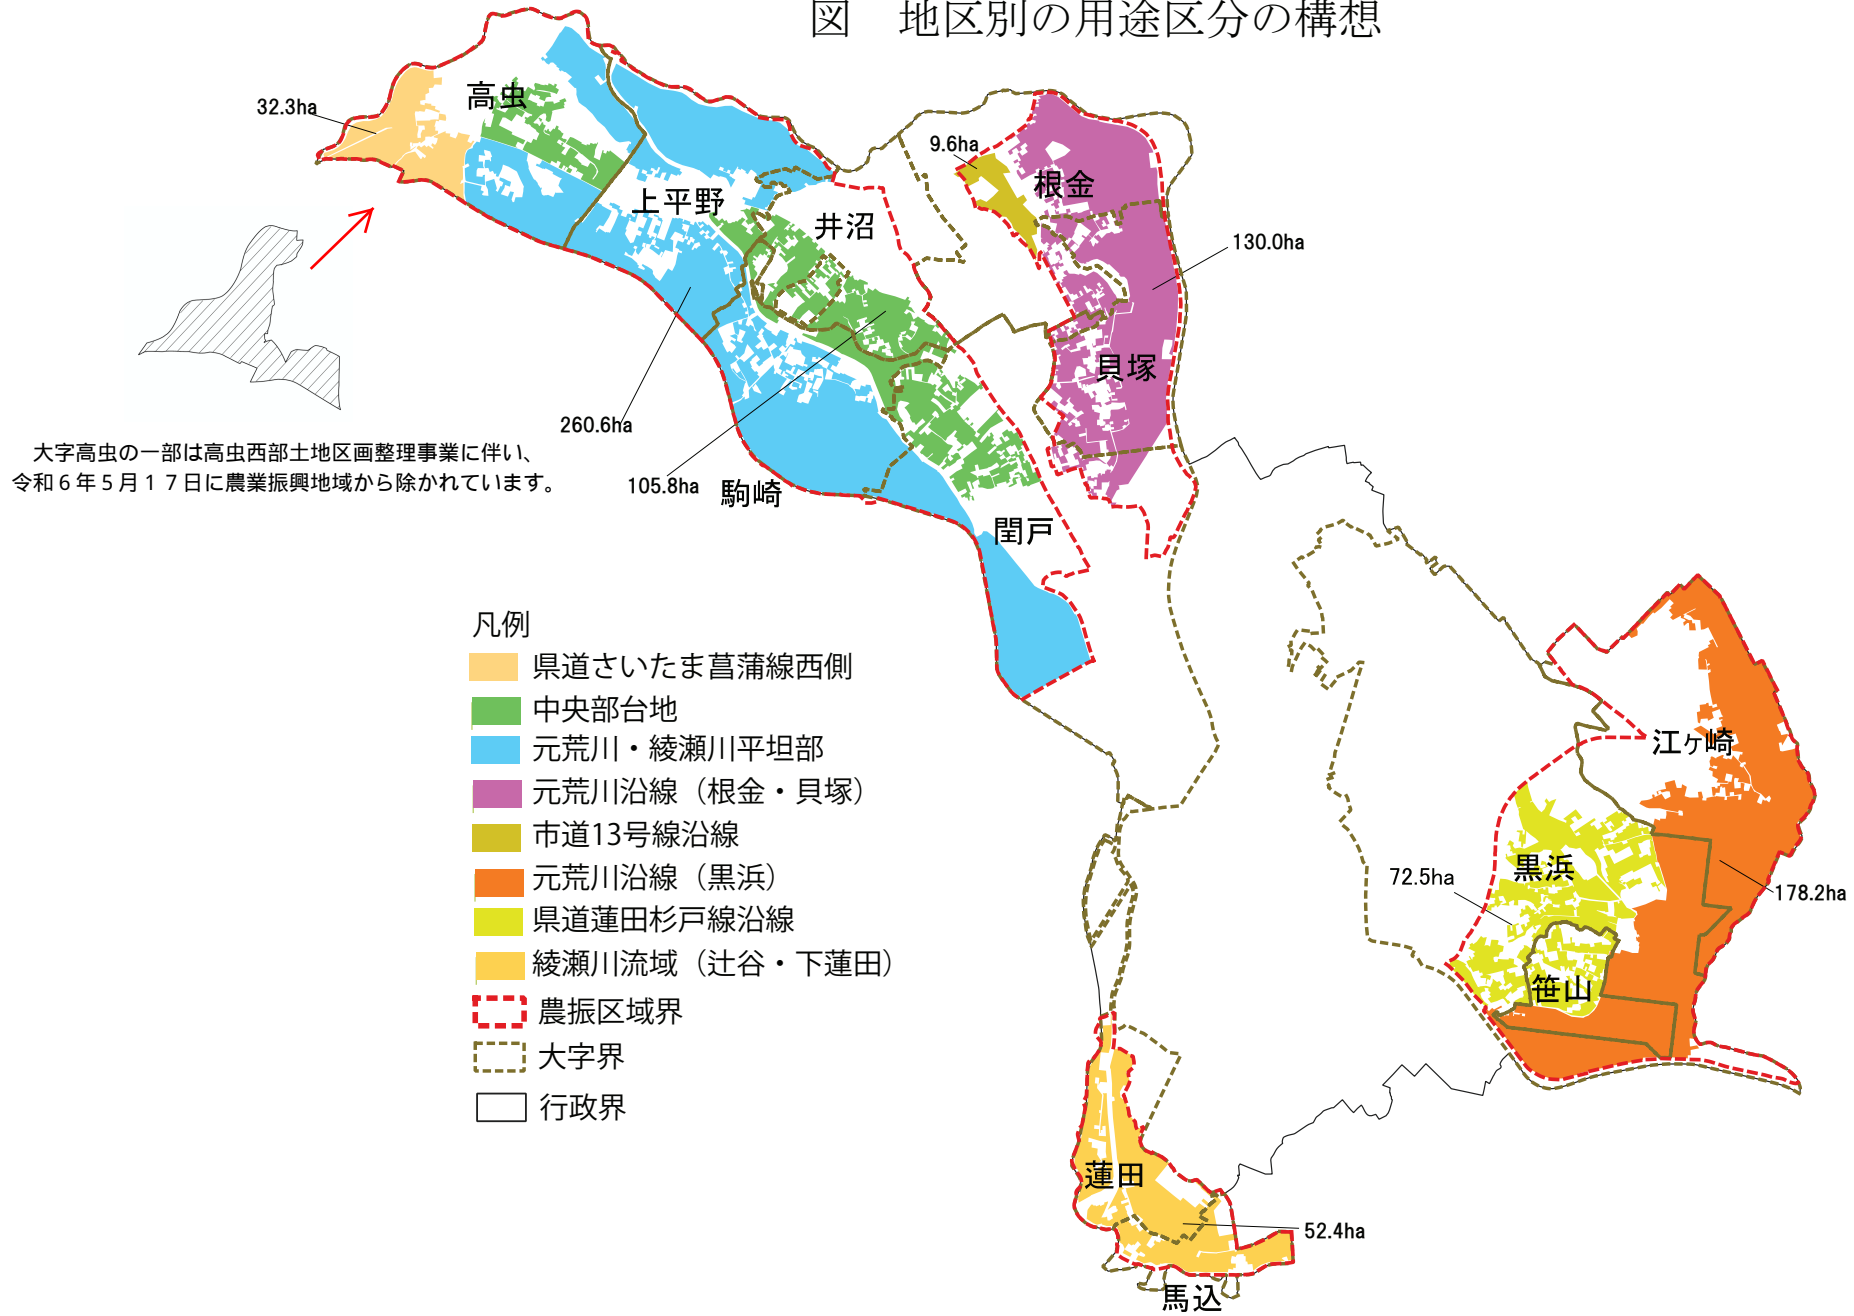 図　地区別の用途区分の構想
32.3ha
高虫
9.6ha
根金
上平野
井沼
130.0ha
貝塚
260.6ha
105.8ha
駒崎
閏戸
大字高虫の一部は高虫西部土地区画整理事業に伴い、
令和６年５月１７日に農業振興地域から除かれています。
凡例
県道さいたま菖蒲線西側
中央部台地
元荒川・綾瀬川平坦部
元荒川沿線（根金・貝塚）
市道13号線沿線
元荒川沿線（黒浜）
県道蓮田杉戸線沿線
綾瀬川流域（辻谷・下蓮田）
農振区域界
大字界
行政界
江ヶ崎
黒浜
72.5ha
178.2ha
笹山
蓮田
52.4ha
馬込